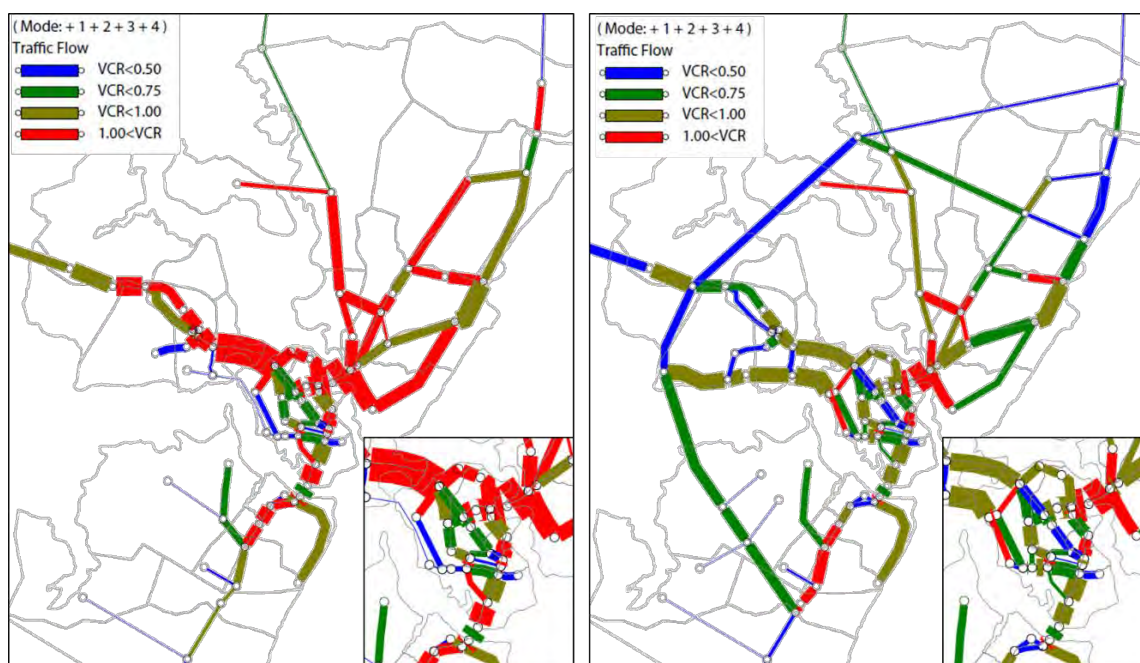 ( Mode: + 1 + 2 + 3 + 4 )
Traffic Flow
VCR<0.50
VCR<0.75
VCR<1.00
1.00<VCR
( Mode: + 1 + 2 + 3 + 4 )
Traffic Flow
VCR<0.50
VCR<0.75
VCR<1.00
1.00<VCR